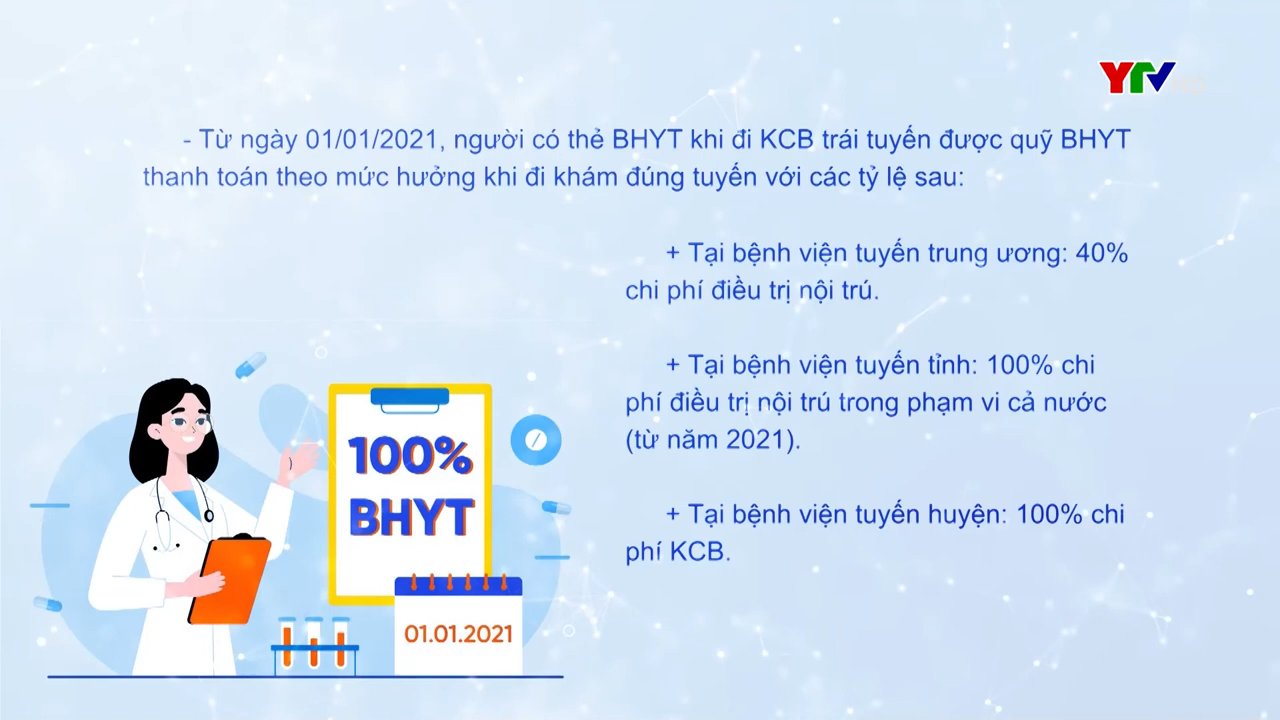 YTV
- Từ ngày 01/01/2021, người có thẻ BHYT khi đi KCB trái tuyến được quỹ BHYT
thanh toán theo mức hưởng khi đi khám đúng tuyến với các tỷ lệ sau:
+ Tại bệnh viện tuyến trung ương: 40%
chi phí điều trị nội trú.
+ Tại bệnh viện tuyến tỉnh: 100% chi
phí điều trị nội trú trong phạm vi cả nước
(từ năm 2021).
+ Tại bệnh viện tuyến huyện: 100% chi
phí KCB.
100%
BHYT
01.01.2021